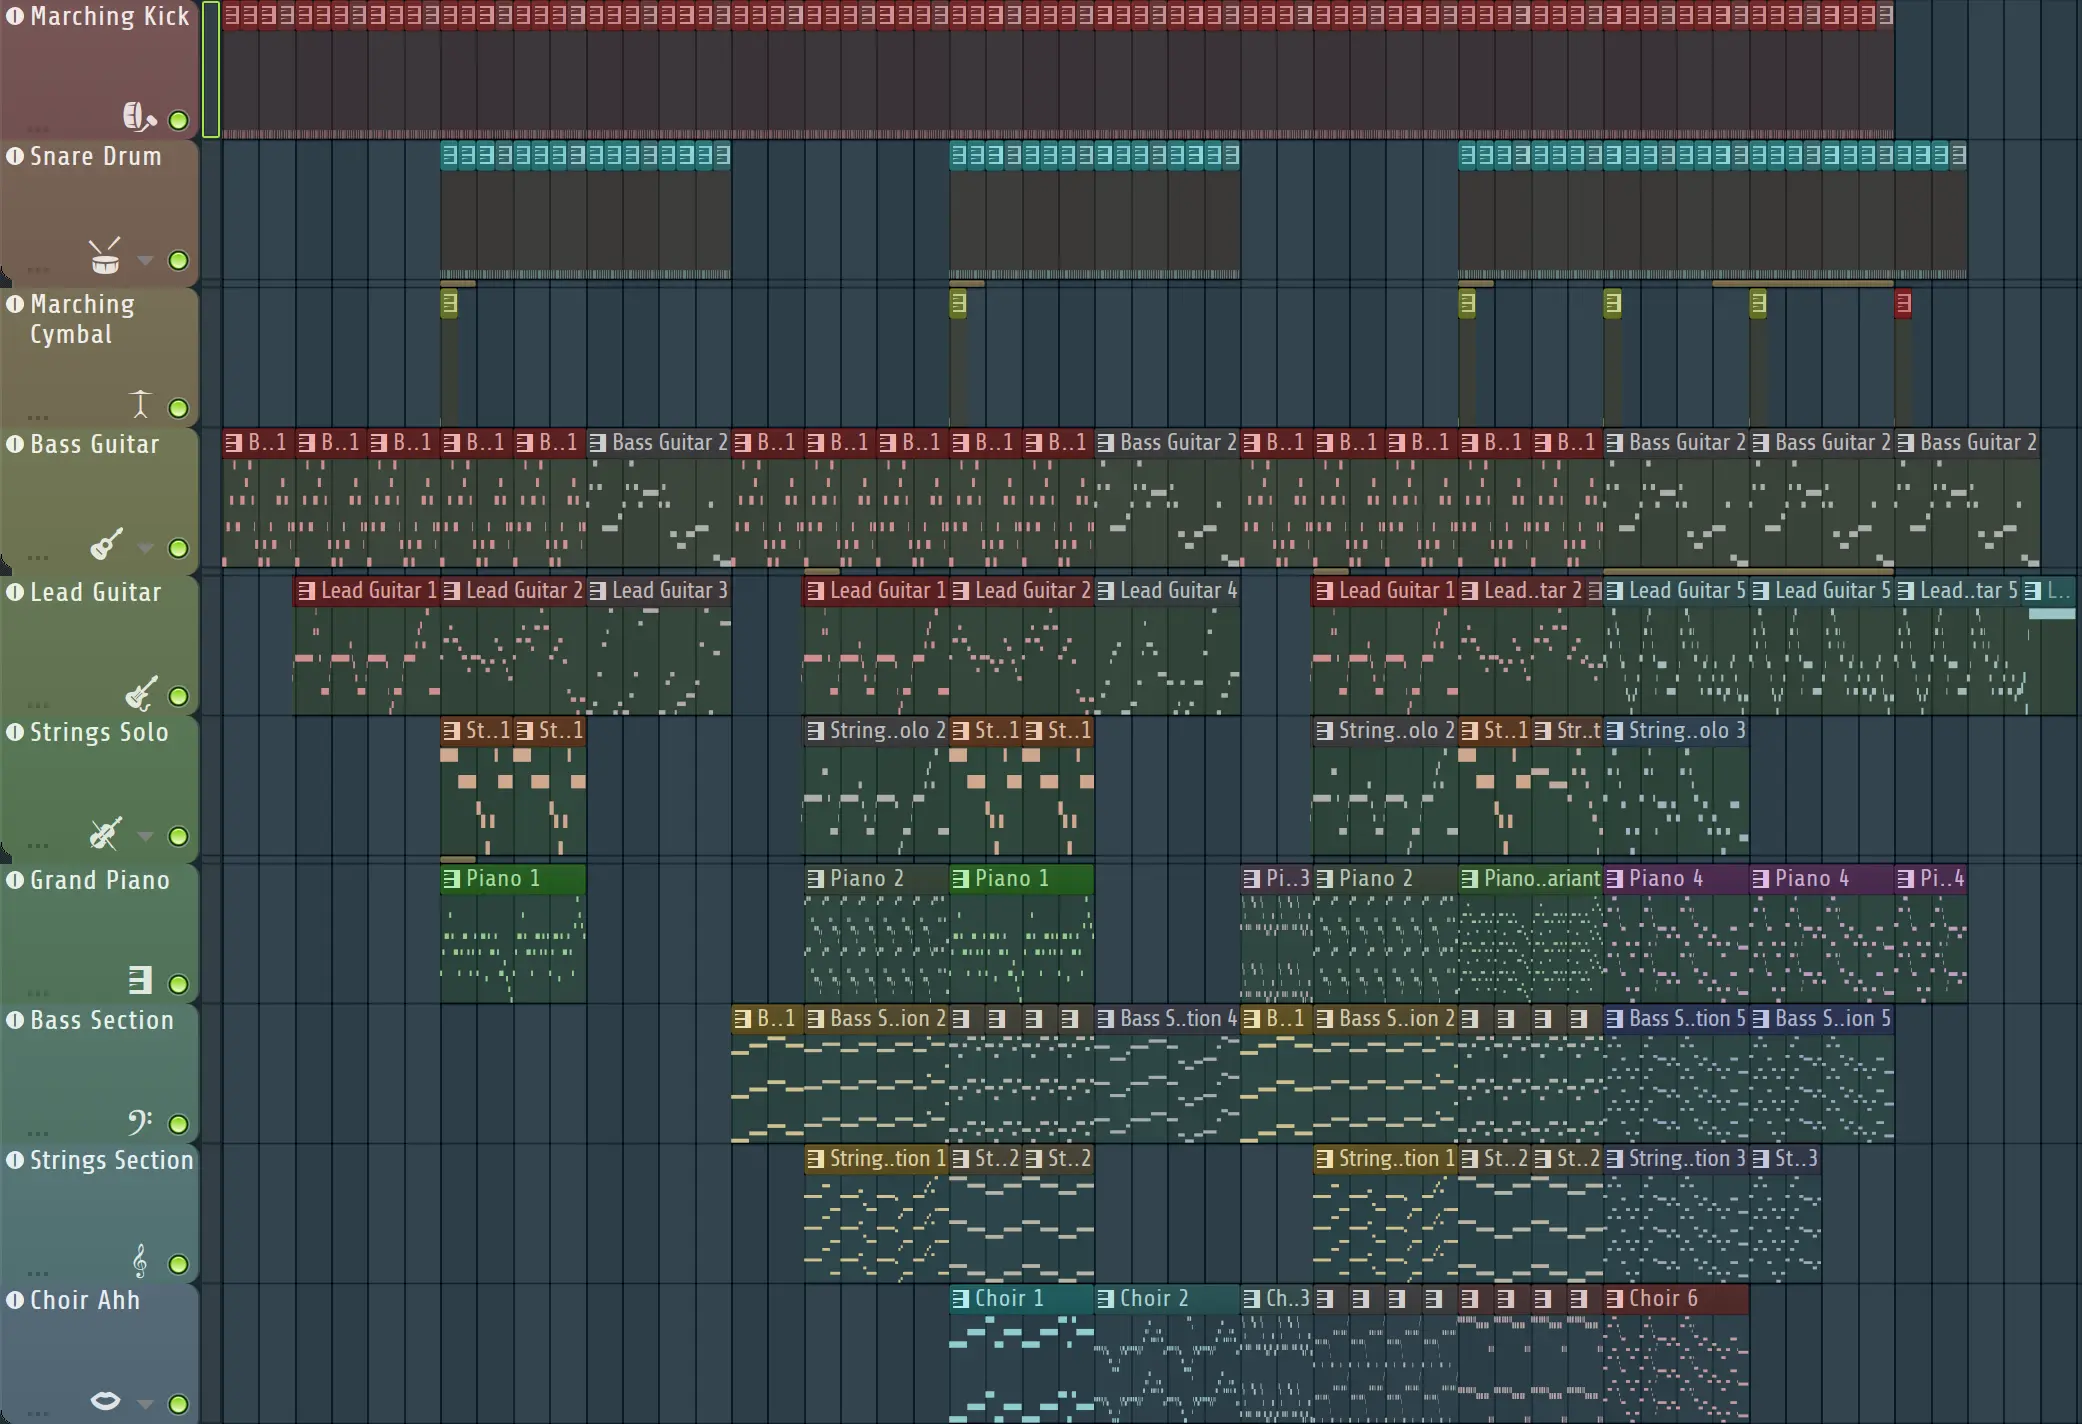 Marching Kick
Snare Drum
Marching
Cymbal
Bass Guitar
B..1 B..1 B..1 B..1 B..1 Bass Guitar 2 B..1 B..1 B..1 B..1 B..1 Bass Guitar 2 B..1 B..1 B..1 B..1 B..1 Bass Guitar 2 Bass Guitar 2 Bass Guitar 2
Lead Guitar
Lead Guitar 1 Lead Guitar 2 Lead Guitar 3 Lead Guitar 1 Lead Guitar 2 Lead Guitar 4 Lead Guitar 1 Lead..tar 2 Lead Guitar 5 Lead Guitar 5 Lead..tar 5 L..
Strings Solo
St..1 St..1 String..olo 2 St..1 St..1 String..olo 2 St..1 Str..t String..olo 3
Grand Piano
Piano 1 Piano 2 Piano 1 Pi..3 Piano 2 Piano..ariant Piano 4 Piano 4 Pi..4
Bass Section
B..1 Bass S..ion 2 Bass S..tion 4 B..1 Bass S..ion 2 Bass S..tion 5 Bass S..ion 5
Strings Section
String..tion 1 St..2 St..2 String..tion 1 St..2 St..2 String..tion 3 St..3
Choir Ahh
Choir 1 Choir 2 Ch..3 Choir 6